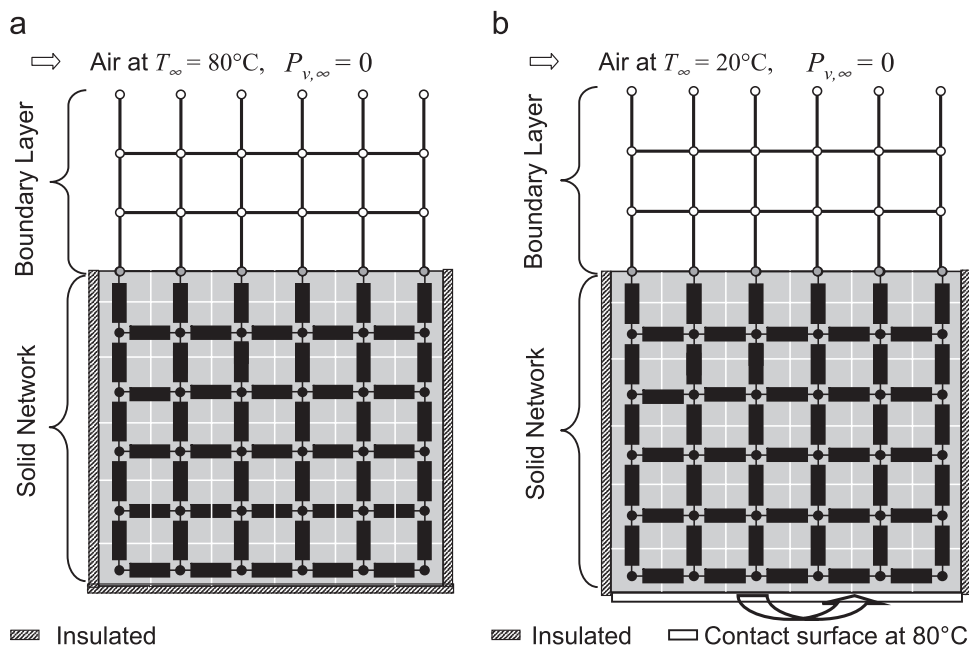 a
Air at T∞ = 80°C, Pv,∞ = 0
Boundary Layer
Solid Network
Insulated
b
Air at T∞ = 20°C, Pv,∞ = 0
Boundary Layer
Solid Network
Insulated
Contact surface at 80°C